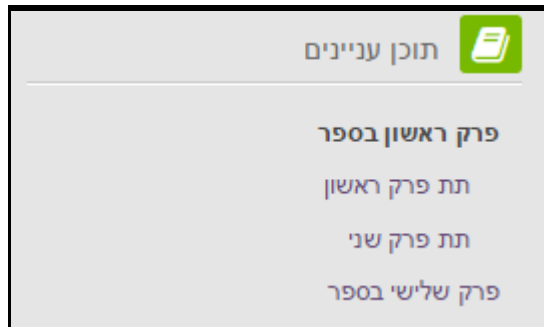 תוכן עניינים
פרק ראשון בספר
תת פרק ראשון
תת פרק שני
פרק שלישי בספר